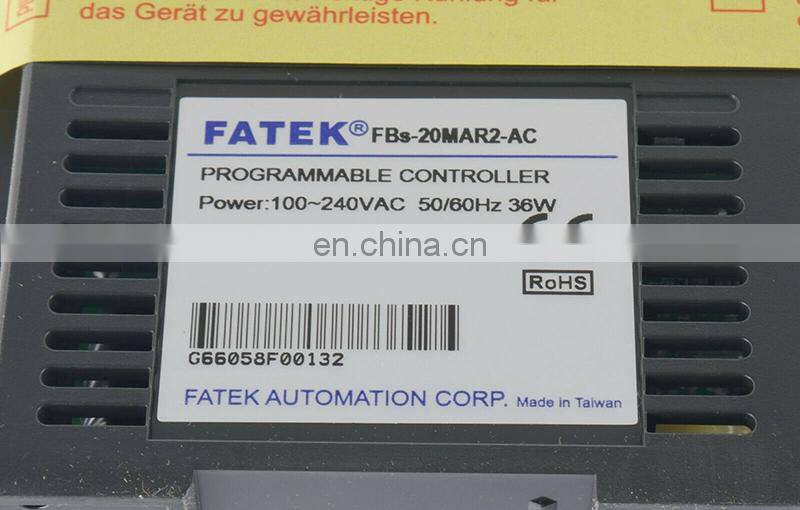 das Gerät zu gewährleisten.
FATEK® FBs-20MAR2-AC
PROGRAMMABLE CONTROLLER
Power:100~240VAC 50/60Hz 36W
CE
en.china.cn
RoHS
G66058F00132
FATEK AUTOMATION CORP. Made in Taiwan